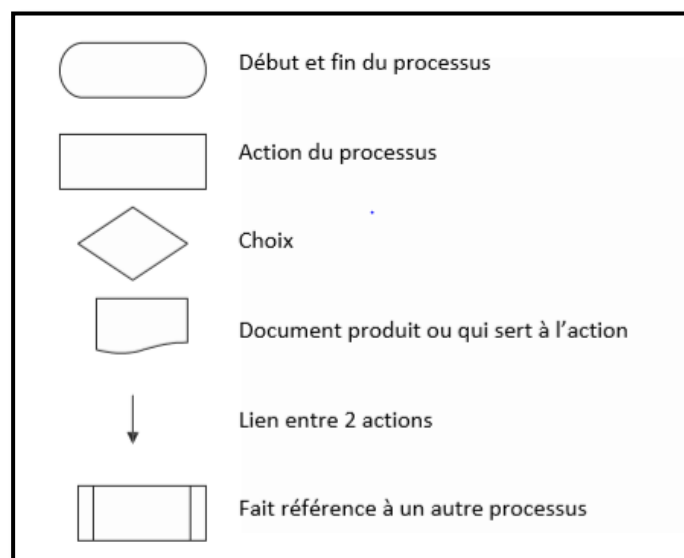 Début et fin du processus
Action du processus
Choix
Document produit ou qui sert à l’action
Lien entre 2 actions
Fait référence à un autre processus